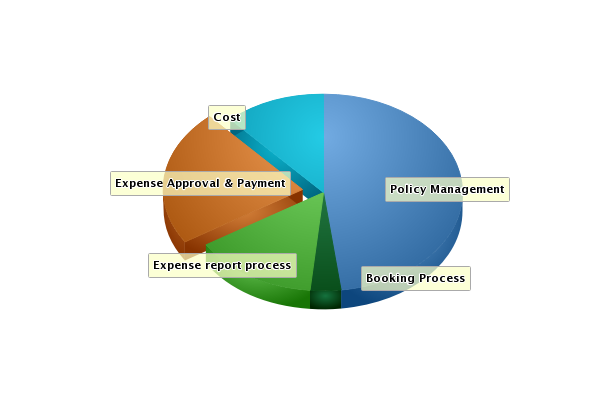 Cost
Expense Approval & Payment
Policy Management
Expense report process
Booking Process